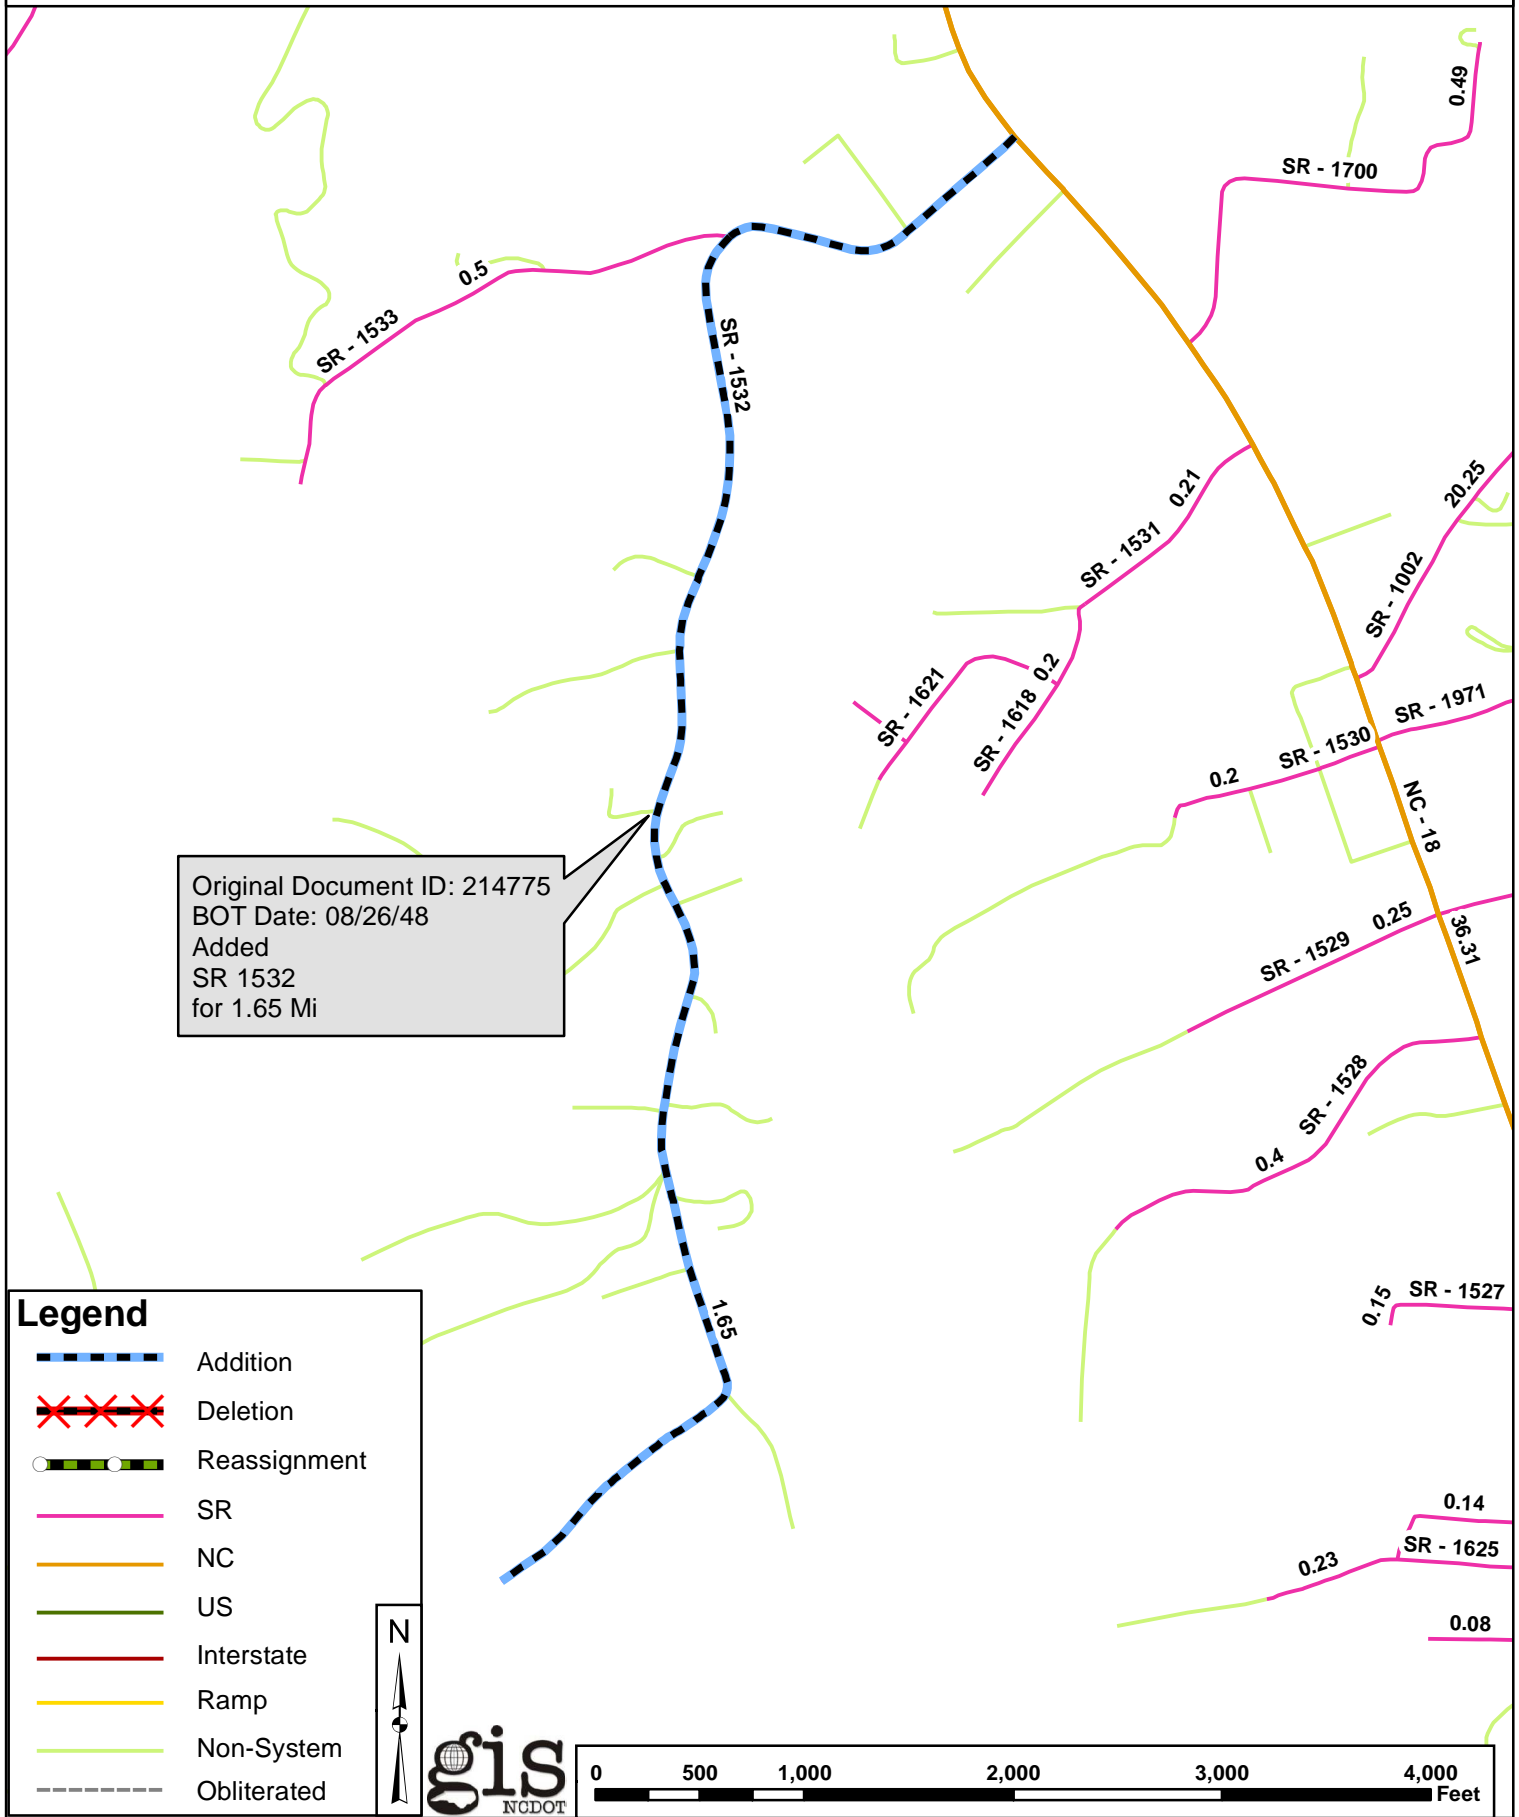 0.49
SR - 1700
0.5
SR - 1533
SR - 1532
0.21
SR - 1531
20.25
SR - 1002
0.2
SR - 1621
SR - 1618
SR - 1971
SR - 1530
0.2
NC - 18
Original Document ID: 214775
BOT Date: 08/26/48
Added
SR 1532
for 1.65 Mi
0.25
36.31
SR - 1529
SR - 1528
0.4
SR - 1527
0.15
1.65
Legend
Addition
Deletion
Reassignment
SR
NC
US
Interstate
Ramp
Non-System
Obliterated
N
0.14
SR - 1625
0.23
0.08
gis
NCDOT
0 500 1,000 2,000 3,000 4,000
Feet